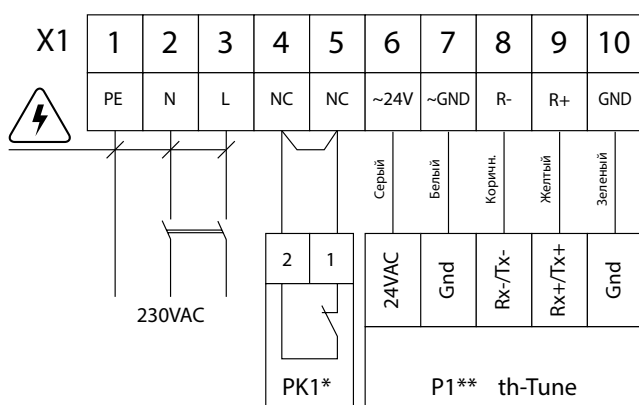 X1 1 2 3 4 5 6 7 8 9 10
PE N L NC NC ~24V ~GND R- R+ GND
Серый Белый Коричн. Желтый Зеленый
2 1 24VAC Gnd Rx-/Tx- Rx+/Tx+ Gnd
230VAC
PK1* P1** th-Tune